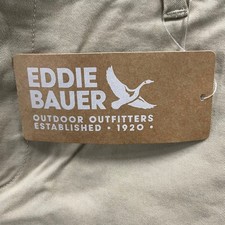 EDDIE
BAUER
OUTDOOR OUTFITTERS
ESTABLISHED • 1920 •